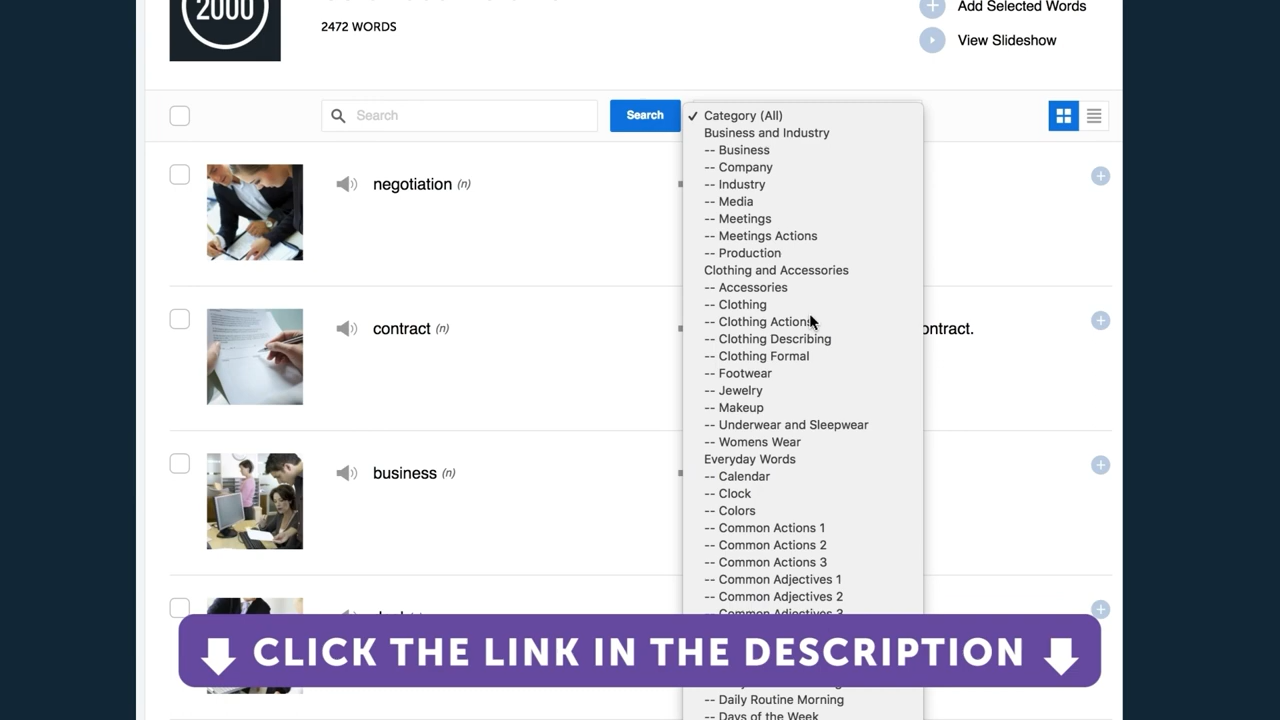 2000
2472 WORDS
Add Selected Words
View Slideshow
Search
Search
Category (All)
Business and Industry
-- Business
-- Company
-- Industry
-- Media
-- Meetings
-- Meetings Actions
-- Production
Clothing and Accessories
-- Accessories
-- Clothing
-- Clothing Actions
-- Clothing Describing
-- Clothing Formal
-- Footwear
-- Jewelry
-- Makeup
-- Underwear and Sleepwear
-- Womens Wear
Everyday Words
-- Calendar
-- Clock
-- Colors
-- Common Actions 1
-- Common Actions 2
-- Common Actions 3
-- Common Adjectives 1
-- Common Adjectives 2
-- Common Adjectives 3
-- Daily Routine Morning
-- Days of the Week
negotiation (n)
contract (n)
ontract.
business (n)
CLICK THE LINK IN THE DESCRIPTION